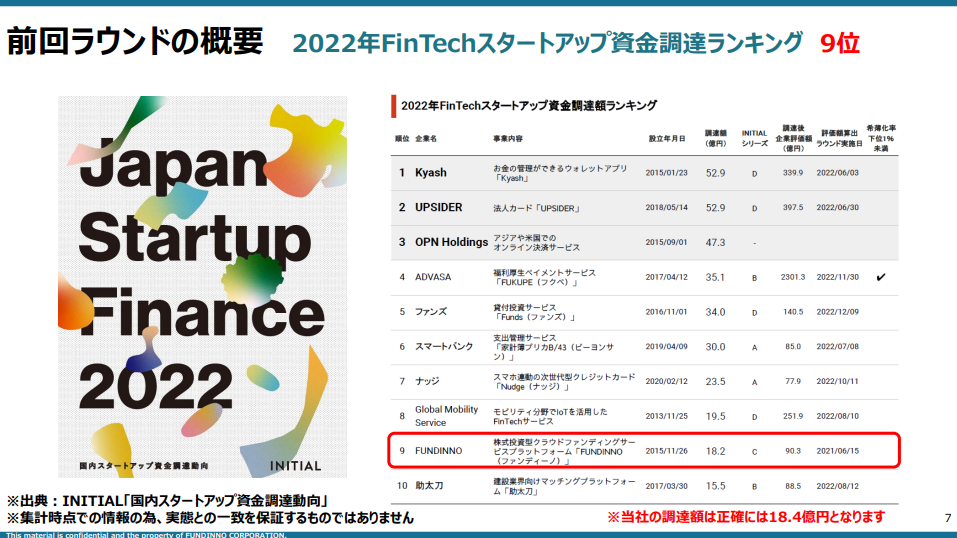 前回ラウンドの概要 2022年FinTechスタートアップ資金調達ランキング 9位
Japan
Startup
Finance
2022
国内スタートアップ資金調達動向 INITIAL
2022年FinTechスタートアップ資金調達額ランキング
順位 企業名 事業内容 設立年月日 調達額（億円） INITIALシリーズ 調達後企業評価額（億円） 評価額算出ラウンド実施日 希薄化率下位1%未満
1 Kyash お金の管理ができるウォレットアプリ「Kyash」 2015/01/23 52.9 D 339.9 2022/06/03
2 UPSIDER 法人カード「UPSIDER」 2018/05/14 52.9 D 397.5 2022/06/30
3 OPN Holdings アジアや米国でのオンライン決済サービス 2015/09/01 47.3 -
4 ADVASA 福利厚生ペイメントサービス「FUKUPE（フクペ）」 2017/04/12 35.1 B 2301.3 2022/11/30 ✔
5 ファンズ 貸付投資サービス「Funds（ファンズ）」 2016/11/01 34.0 D 140.5 2022/12/09
6 スマートバンク 支出管理サービス「家計簿プリカB/43（ビーヨンサン）」 2019/04/09 30.0 A 85.0 2022/07/08
7 ナッジ スマホ連動の次世代型クレジットカード「Nudge（ナッジ）」 2020/02/12 23.5 A 77.9 2022/10/11
8 Global Mobility Service モビリティ分野でIoTを活用したFinTechサービス 2013/11/25 19.5 D 251.9 2022/08/10
9 FUNDINNO 株式投資型クラウドファンディングサービスプラットフォーム「FUNDINNO（ファンディーノ）」 2015/11/26 18.2 C 90.3 2021/06/15
10 助太刀 建設業界向けマッチングプラットフォーム「助太刀」 2017/03/30 15.5 B 88.5 2022/08/12
※出典：INITIAL「国内スタートアップ資金調達動向」
※集計時点での情報の為、実態との一致を保証するものではありません
※当社の調達額は正確には18.4億円となります
7
This material is confidential and the property of FUNDINNO CORPORATION.